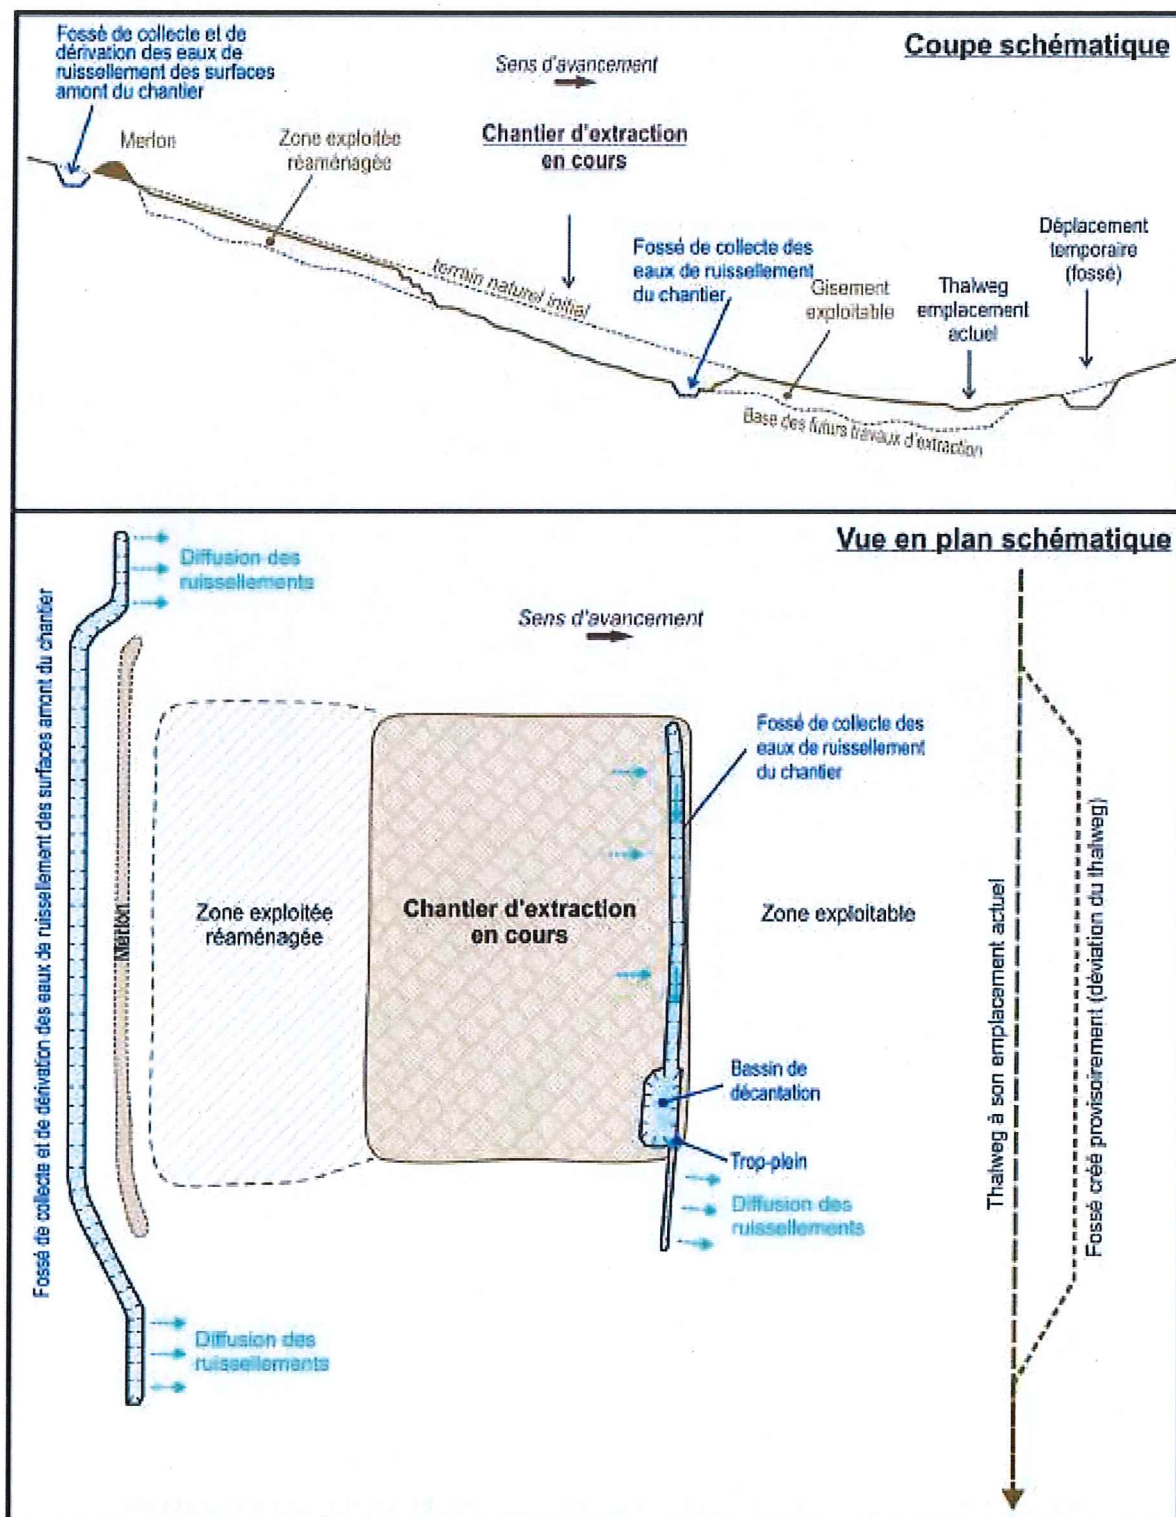 Coupe schématique
Fossé de collecte et de
dérivation des eaux de
ruissellement des surfaces
amont du chantier
Sens d'avancement
Merlon
Zone exploitée
réaménagée
Chantier d'extraction
en cours
terrain naturel initial
Fossé de collecte des
eaux de ruissellement
du chantier
Gisement
exploitable
Thalweg
emplacement
actuel
Déplacement
temporaire
(fossé)
Base des futurs travaux d'extraction
Vue en plan schématique
Fossé de collecte et de dérivation des eaux de ruissellement des surfaces amont du chantier
Diffusion des
ruissellements
Sens d'avancement
Merlon
Zone exploitée
réaménagée
Chantier d'extraction
en cours
Fossé de collecte des
eaux de ruissellement
du chantier
Zone exploitable
Bassin de
décantation
Trop-plein
Diffusion des
ruissellements
Thalweg à son emplacement actuel
Fossé créé provisoirement (déviation du thalweg)
Diffusion des
ruissellements